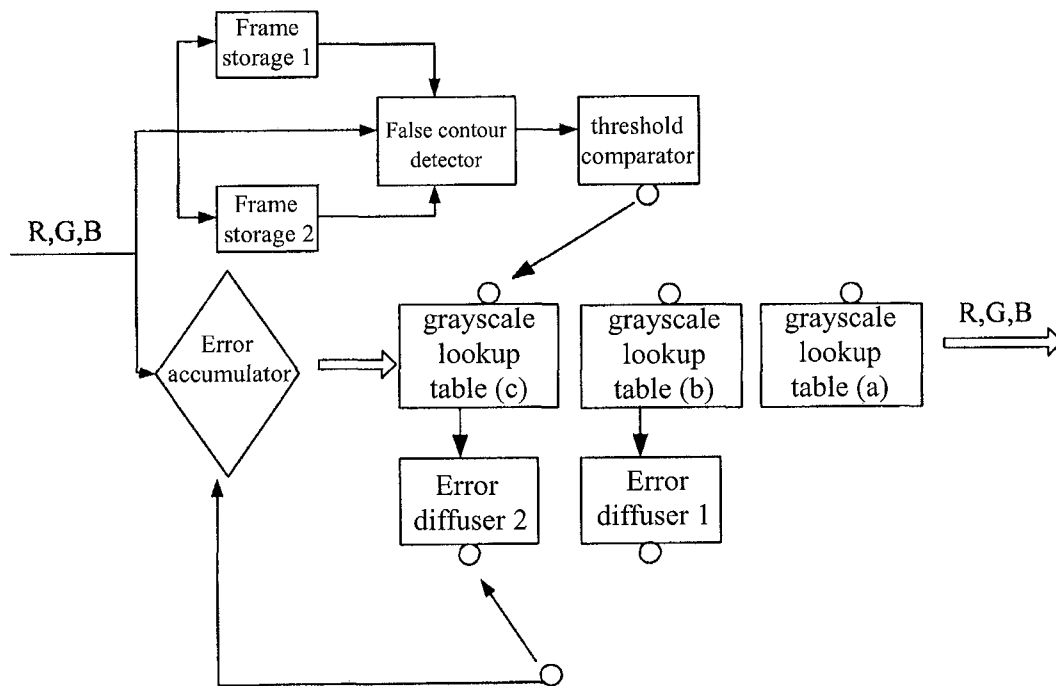 Frame
storage 1
False contour
detector
threshold
comparator
Frame
storage 2
R,G,B
Error
accumulator
grayscale
lookup
table (c)
grayscale
lookup
table (b)
grayscale
lookup
table (a)
R,G,B
Error
diffuser 2
Error
diffuser 1